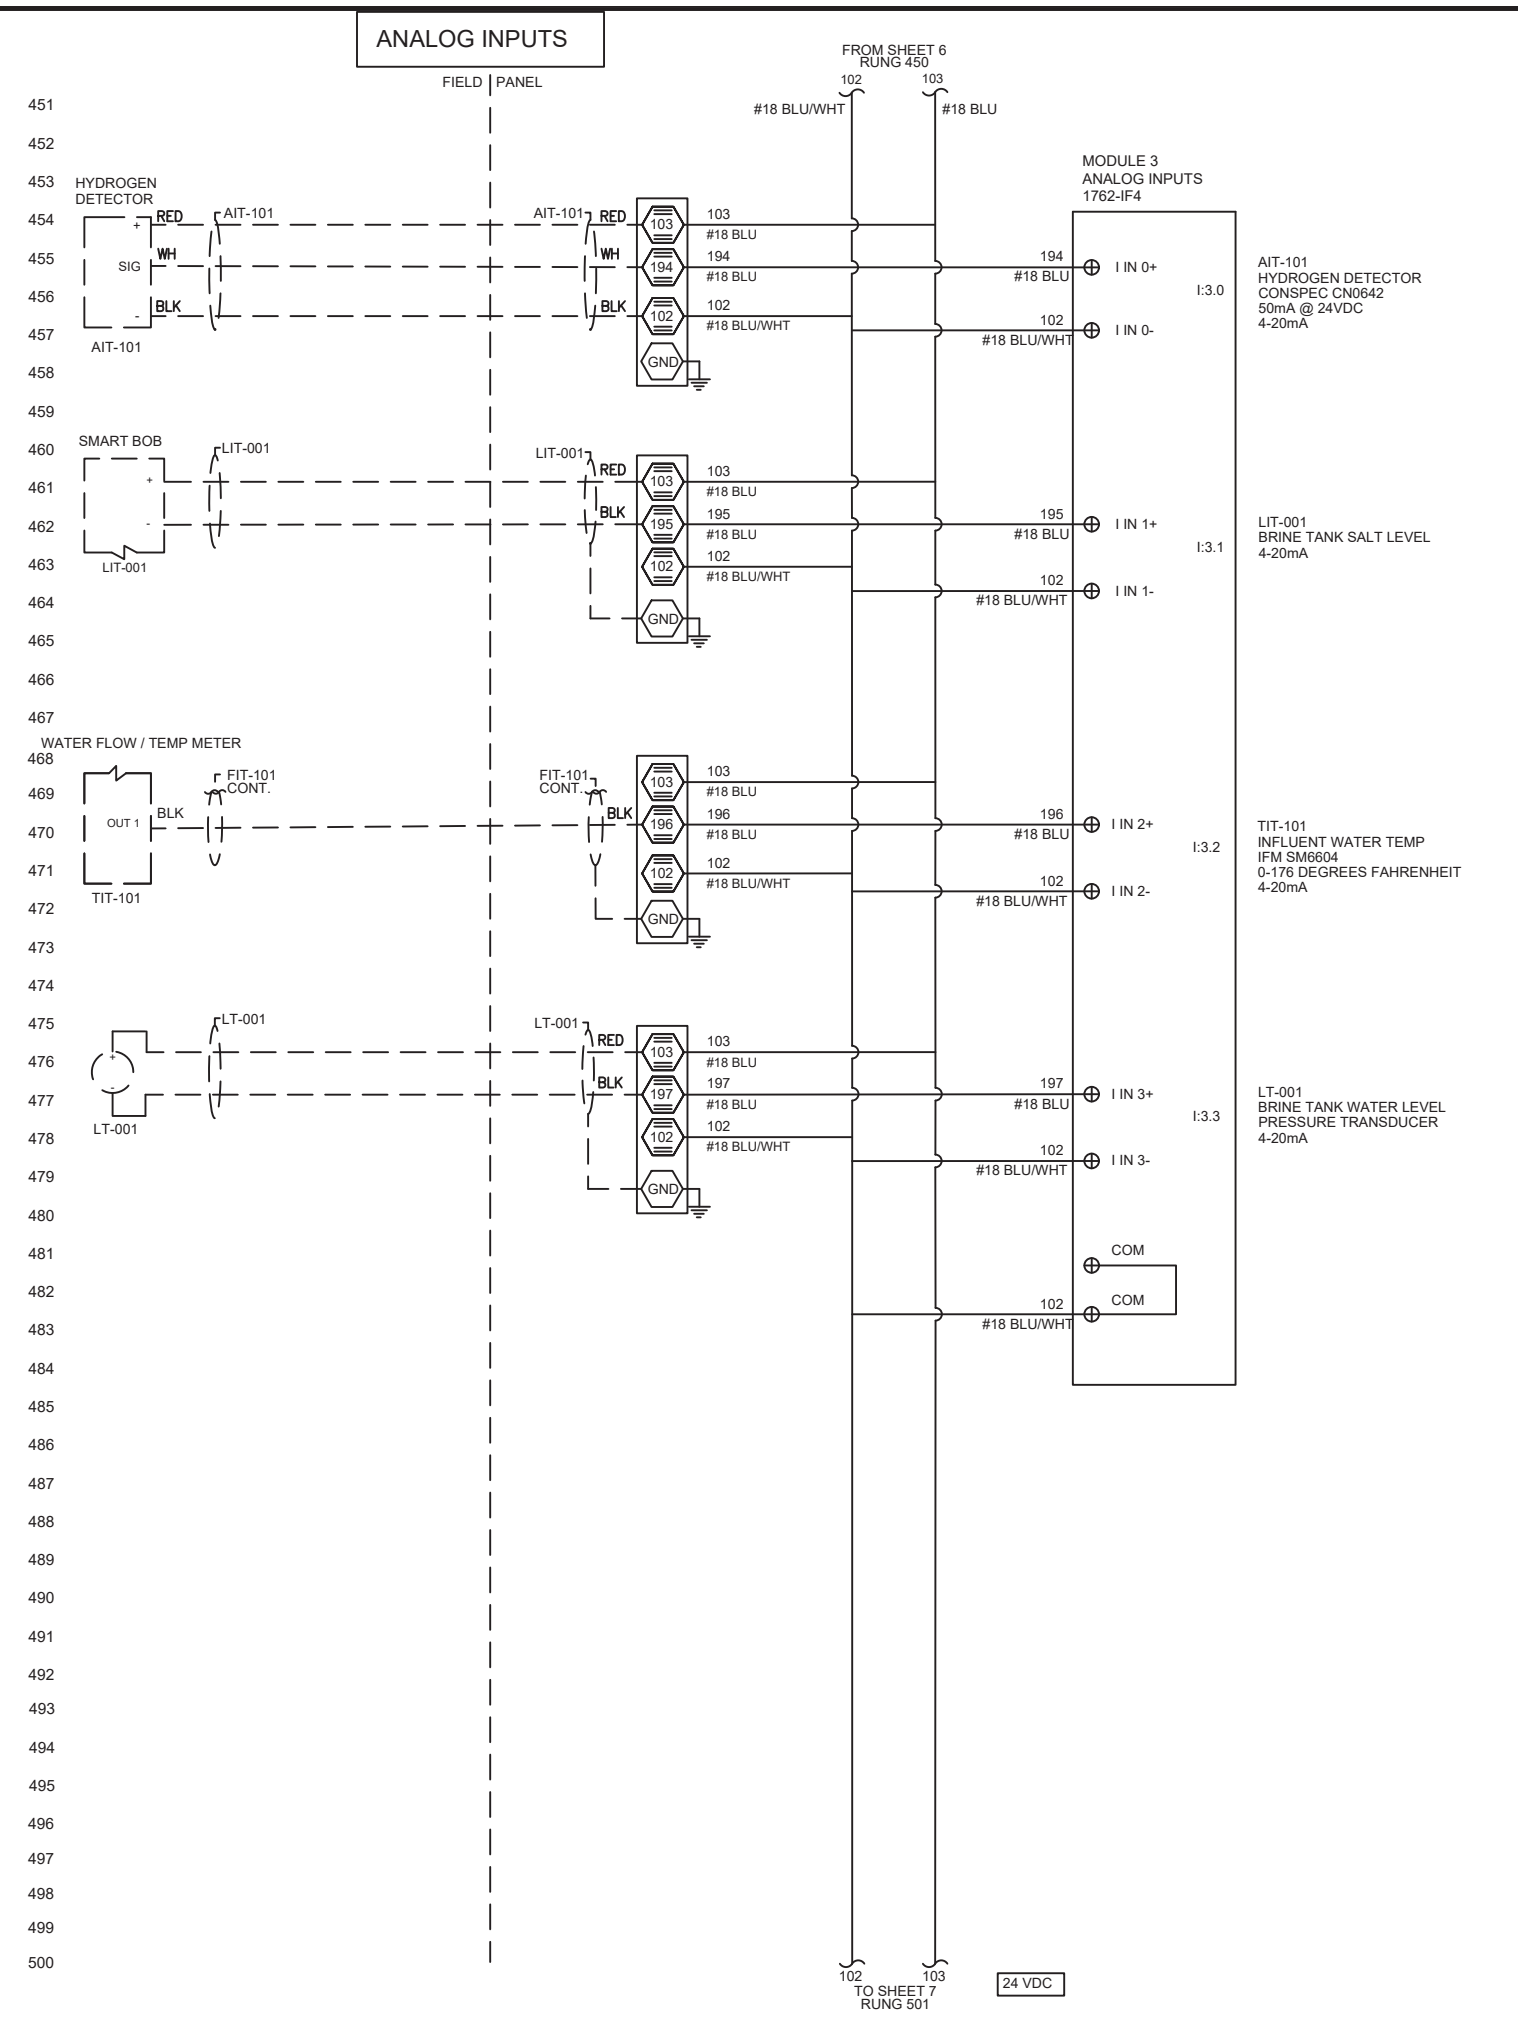 ANALOG INPUTS
FIELD PANEL
FROM SHEET 6
RUNG 450
102 103
#18 BLU/WHT #18 BLU
451
452
453
454
455
456
457
458
459
460
461
462
463
464
465
466
467
468
469
470
471
472
473
474
475
476
477
478
479
480
481
482
483
484
485
486
487
488
489
490
491
492
493
494
495
496
497
498
499
500
HYDROGEN
DETECTOR
+
SIG
-
AIT-101
RED
WH
BLK
AIT-101
AIT-101
RED
WH
BLK
103
194
102
GND
103
#18 BLU
194
#18 BLU
102
#18 BLU/WHT
194
#18 BLU
102
#18 BLU/WHT
SMART BOB
+
-
LIT-001
LIT-001
LIT-001
RED
BLK
103
195
102
GND
103
#18 BLU
195
#18 BLU
102
#18 BLU/WHT
195
#18 BLU
102
#18 BLU/WHT
WATER FLOW / TEMP METER
OUT 1
BLK
TIT-101
FIT-101
CONT.
FIT-101
CONT.
BLK
103
196
102
GND
103
#18 BLU
196
#18 BLU
102
#18 BLU/WHT
196
#18 BLU
102
#18 BLU/WHT
+
-
LT-001
LT-001
LT-001
RED
BLK
103
197
102
GND
103
#18 BLU
197
#18 BLU
102
#18 BLU/WHT
197
#18 BLU
102
#18 BLU/WHT
102
#18 BLU/WHT
MODULE 3
ANALOG INPUTS
1762-IF4
I IN 0+
I:3.0
I IN 0-
I IN 1+
I:3.1
I IN 1-
I IN 2+
I:3.2
I IN 2-
I IN 3+
I:3.3
I IN 3-
COM
COM
AIT-101
HYDROGEN DETECTOR
CONSPEC CN0642
50mA @ 24VDC
4-20mA
LIT-001
BRINE TANK SALT LEVEL
4-20mA
TIT-101
INFLUENT WATER TEMP
IFM SM6604
0-176 DEGREES FAHRENHEIT
4-20mA
LT-001
BRINE TANK WATER LEVEL
PRESSURE TRANSDUCER
4-20mA
102 103
TO SHEET 7
RUNG 501
24 VDC